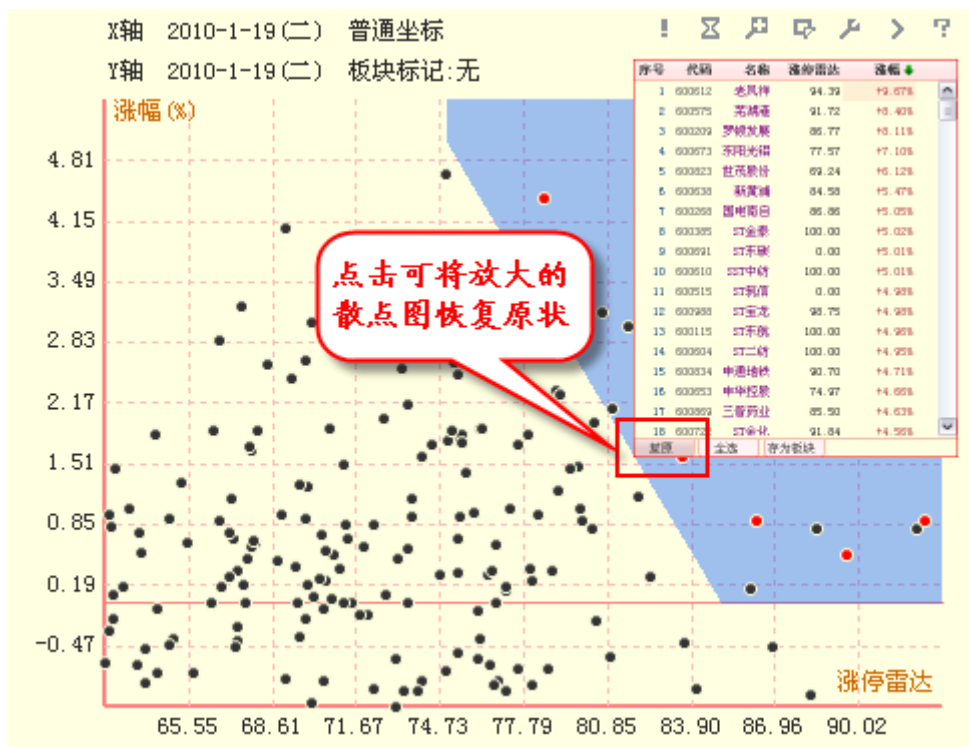 X轴 2010-1-19(二) 普通坐标
Y轴 2010-1-19(二) 板块标记:无
涨幅(%)
4.81
4.15
3.49
2.83
2.17
1.51
0.85
0.19
-0.47
点击可将放大的
散点图恢复原状
序号 代码 名称 涨停雷达 涨幅
1 600612 老凤祥 94.39 +9.67%
2 600575 芜湖港 91.72 +8.40%
3 600209 罗顿发展 86.77 +8.11%
4 600673 东阳光铝 77.57 +7.10%
5 600823 世茂股份 69.24 +6.12%
6 600638 新黄浦 84.58 +5.47%
7 600268 国电南自 86.86 +5.05%
8 600385 ST金泰 100.00 +5.02%
9 600691 ST东碳 0.00 +5.01%
10 600610 SST中纺 100.00 +5.01%
11 600515 ST筑信 0.00 +4.98%
12 600988 ST宝龙 98.75 +4.98%
13 600115 ST东航 100.00 +4.96%
14 600604 ST二纺 100.00 +4.95%
15 600834 申通地铁 90.70 +4.71%
16 600653 申华控股 74.97 +4.66%
17 600869 三普药业 85.50 +4.63%
18 600722 ST金化 91.84 +4.56%
复原 全选 存为板块
涨停雷达
65.55 68.61 71.67 74.73 77.79 80.85 83.90 86.96 90.02